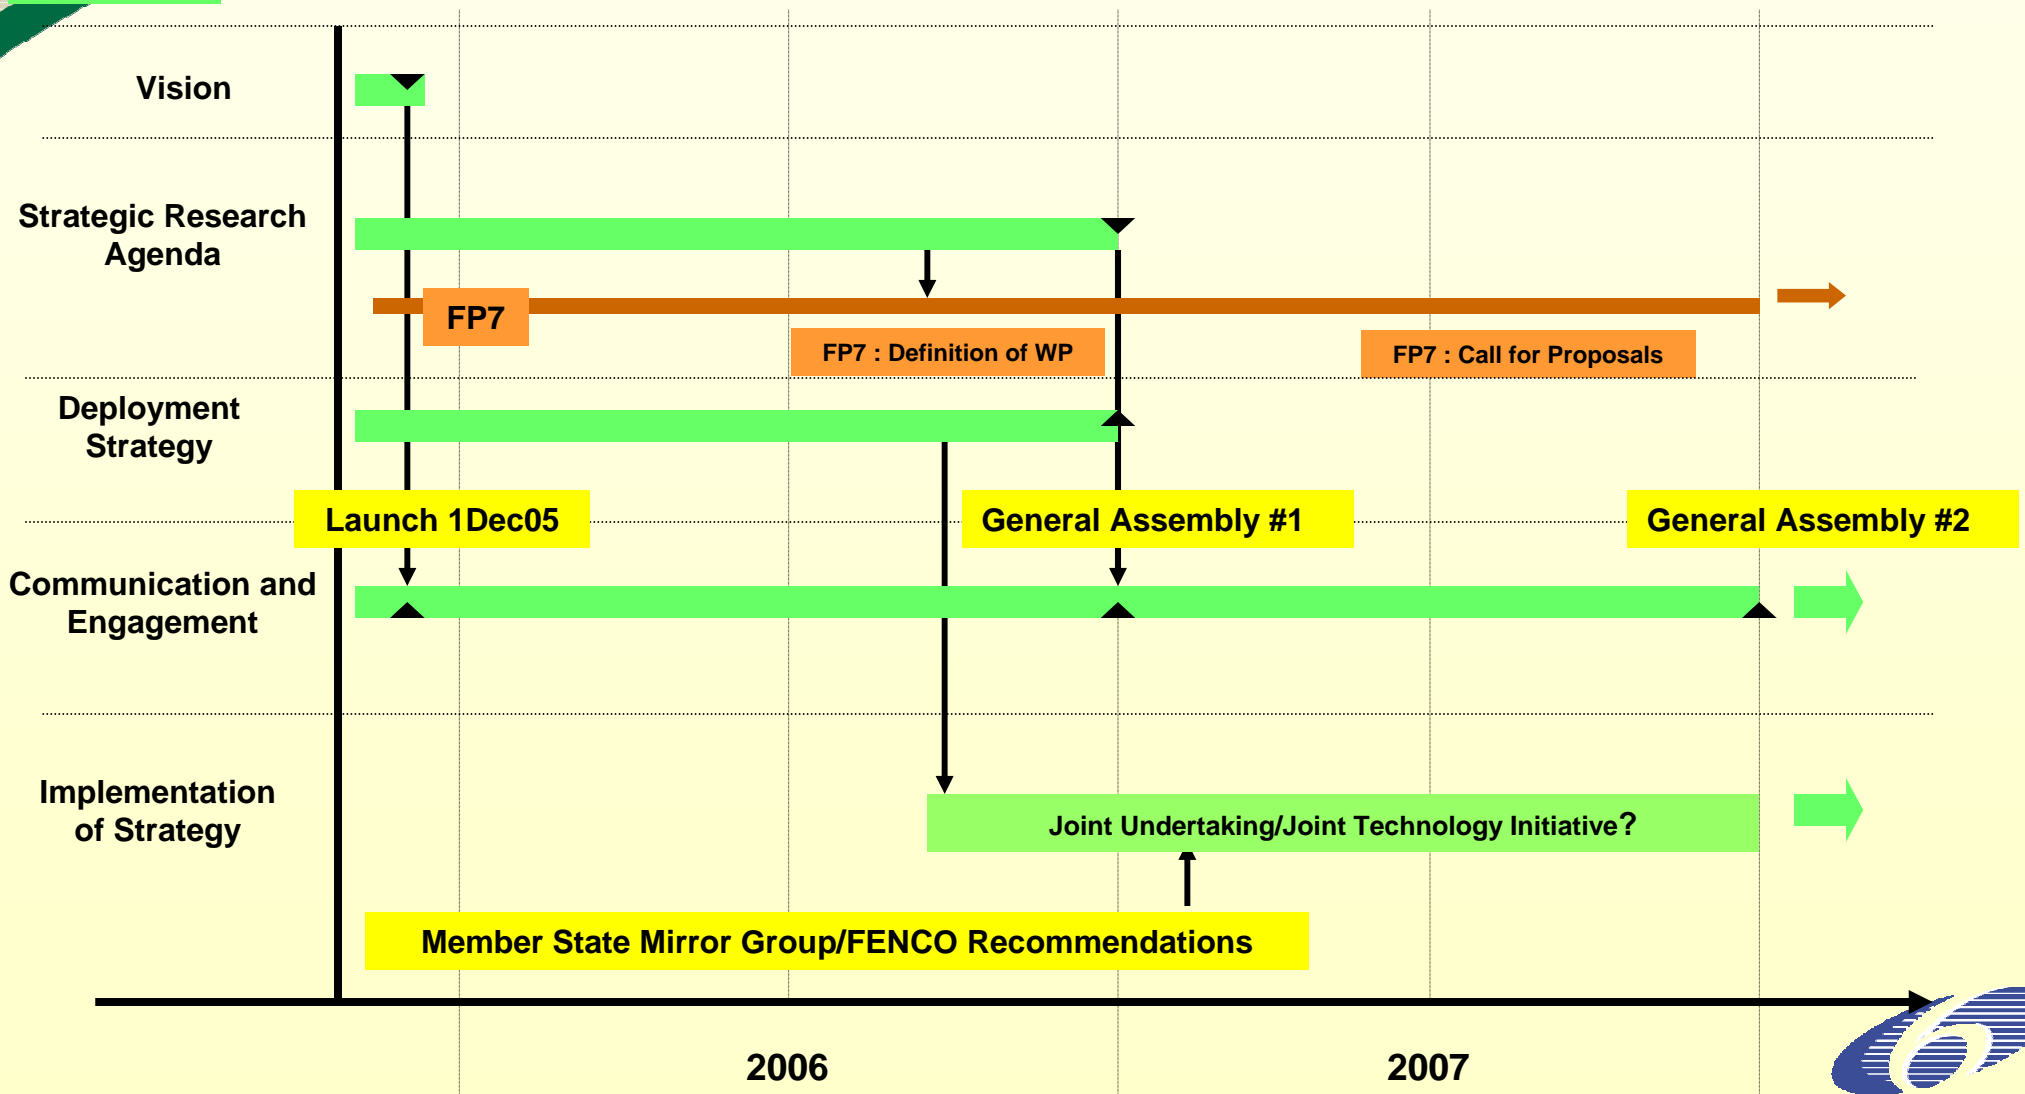 Vision
Strategic Research
Agenda
FP7
FP7 : Definition of WP
FP7 : Call for Proposals
Deployment
Strategy
Launch 1Dec05
General Assembly #1
General Assembly #2
Communication and
Engagement
Implementation
of Strategy
Joint Undertaking/Joint Technology Initiative?
Member State Mirror Group/FENCO Recommendations
2006
2007
6